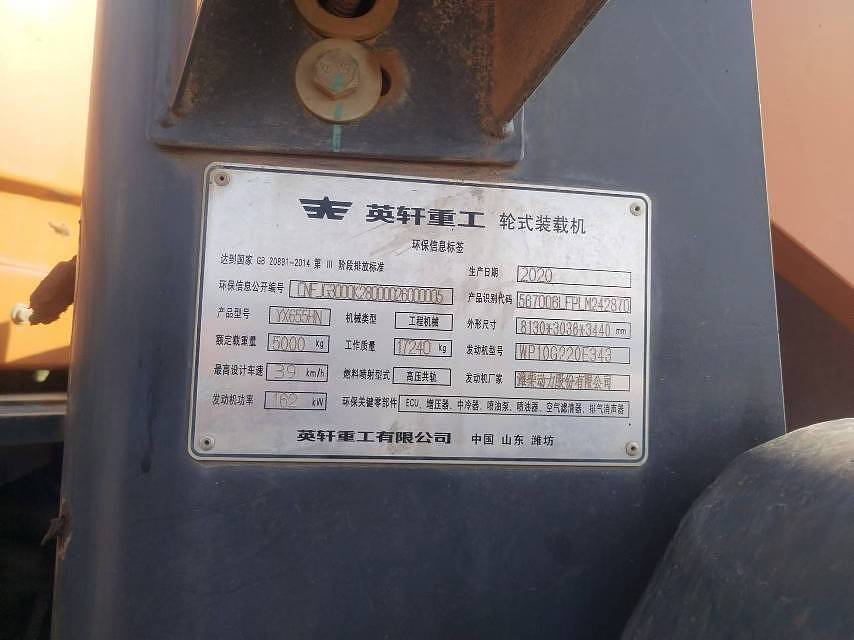 英轩重工 轮式装载机
环保信息标签
达到国家 GB 20891-2014 第 III 阶段排放标准 生产日期 2020
环保信息公开编号 CNFJG3000K28000026000005 产品识别代码 567006LFPLM242870
产品型号 YX655HN 机械类型 工程机械 外形尺寸 8130*3036*3440 mm
额定载重量 5000 kg 工作质量 17240 kg 发动机型号 WP10G220E343
最高设计车速 39 km/h 燃料喷射型式 高压共轨 发动机厂家 潍柴动力股份有限公司
发动机功率 162 kW 环保关键零部件 ECU、增压器、中冷器、喷油泵、喷油器、空气滤清器、排气消声器
英轩重工有限公司 中国 山东 潍坊